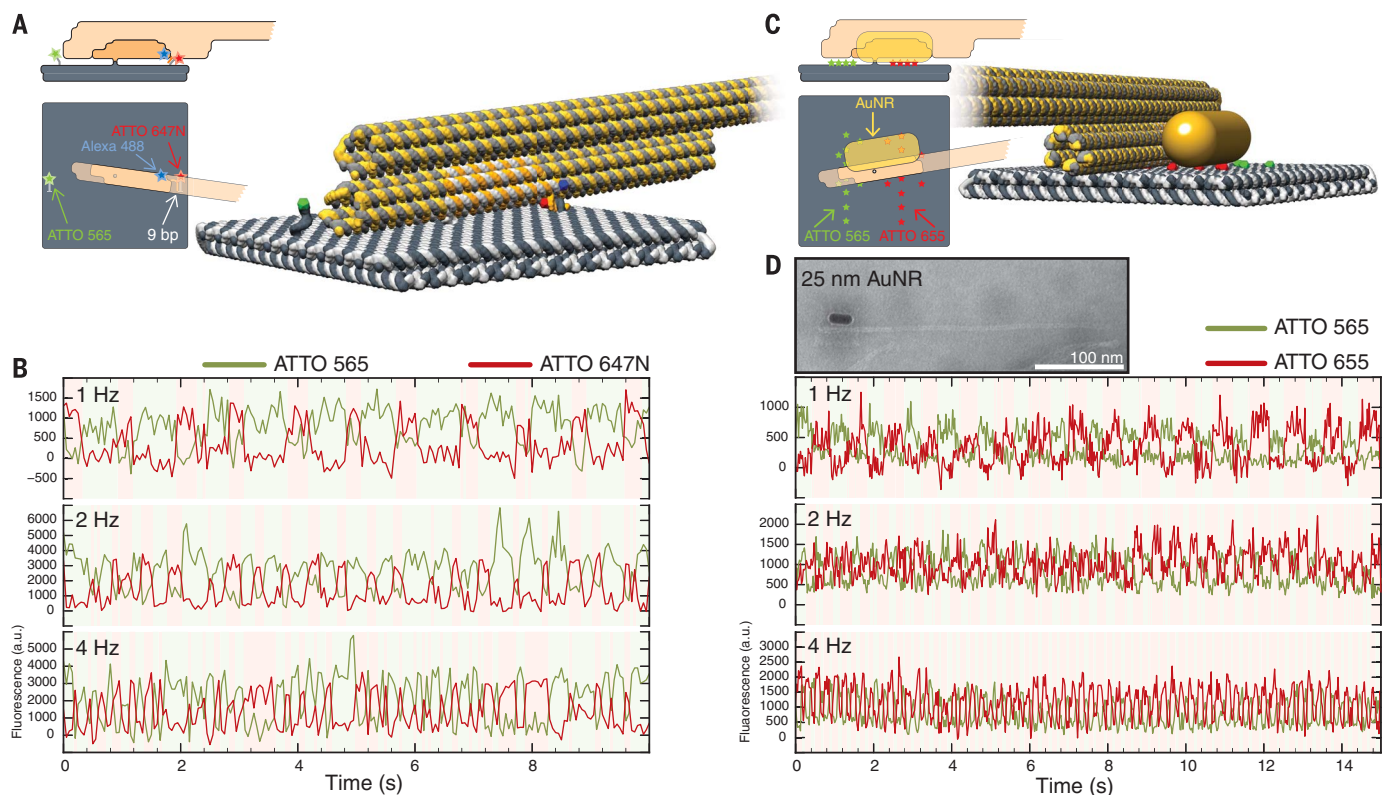 A
ATTO 647N
Alexa 488
ATTO 565
9 bp
B
ATTO 565
ATTO 647N
1 Hz
1500
1000
500
0
−500
2 Hz
6000
5000
4000
3000
2000
1000
0
4 Hz
5000
4000
3000
2000
1000
0
Fluorescence (a.u.)
0
2
4
6
8
Time (s)
C
AuNR
ATTO 565
ATTO 655
D
25 nm AuNR
100 nm
ATTO 565
ATTO 655
1 Hz
1000
500
0
2 Hz
2000
1500
1000
500
0
4 Hz
3000
2500
2000
1500
1000
500
0
Fluaorescence (a.u.)
0
2
4
6
8
10
12
14
Time (s)